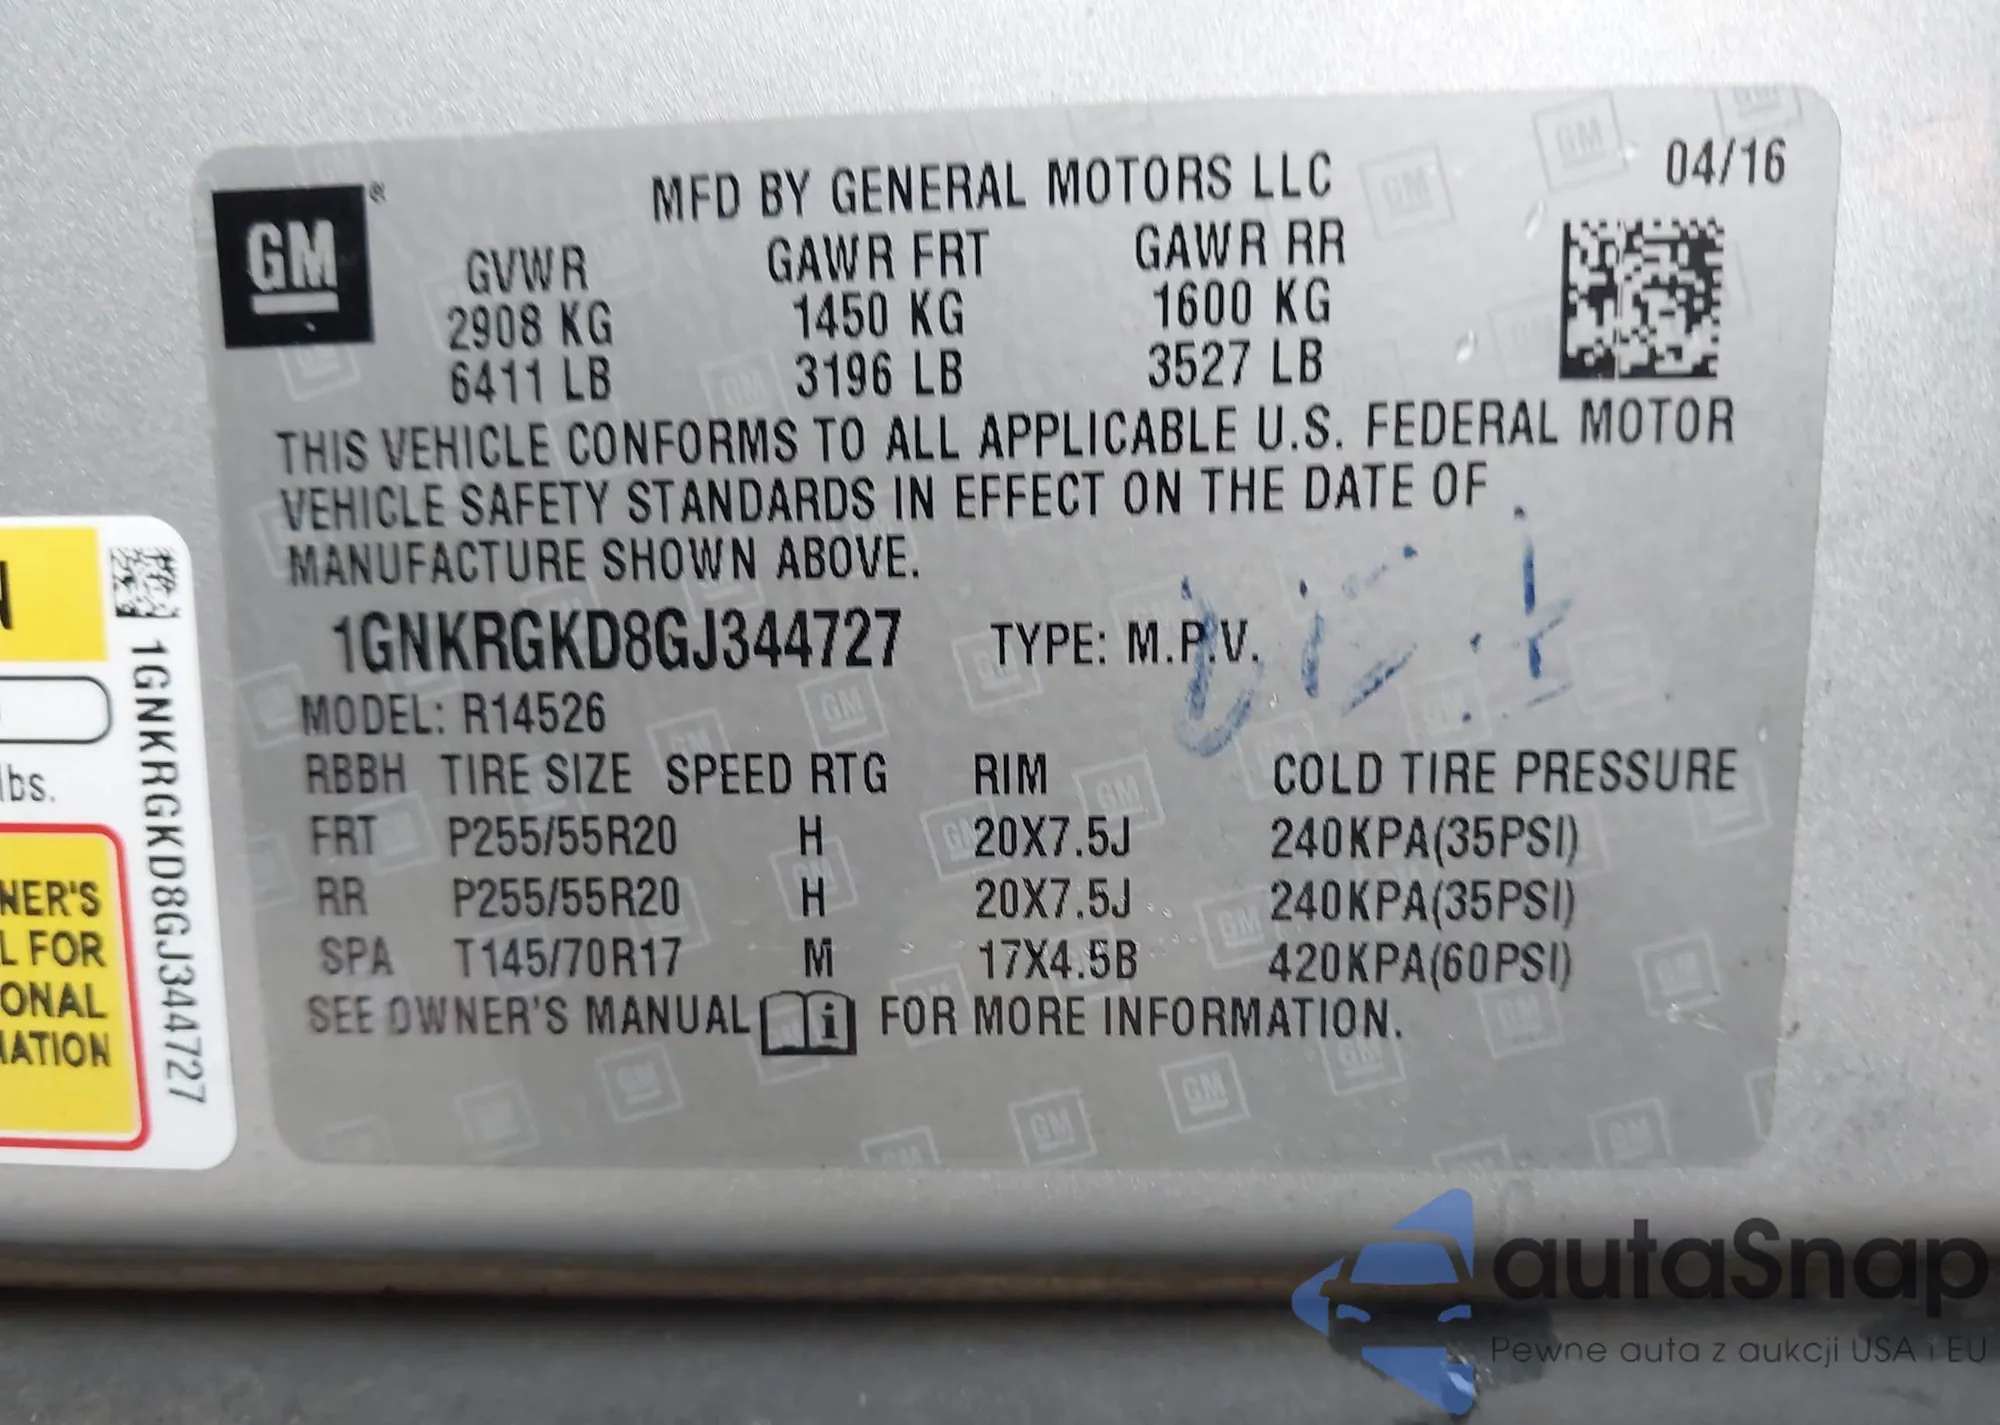 GM ®
MFD BY GENERAL MOTORS LLC
04/16
GVWR GAWR FRT GAWR RR
2908 KG 1450 KG 1600 KG
6411 LB 3196 LB 3527 LB
THIS VEHICLE CONFORMS TO ALL APPLICABLE U.S. FEDERAL MOTOR
VEHICLE SAFETY STANDARDS IN EFFECT ON THE DATE OF
MANUFACTURE SHOWN ABOVE.
1GNKRGKD8GJ344727 TYPE: M.P.V.
MODEL: R14526
RBBH TIRE SIZE SPEED RTG RIM COLD TIRE PRESSURE
FRT P255/55R20 H 20X7.5J 240KPA(35PSI)
RR P255/55R20 H 20X7.5J 240KPA(35PSI)
SPA T145/70R17 M 17X4.5B 420KPA(60PSI)
SEE OWNER'S MANUAL i FOR MORE INFORMATION.
lbs.
NER'S
L FOR
ONAL
MATION
1GNKRGKD8GJ344727
autaSnap
Pewne auta z aukcji USA i EU